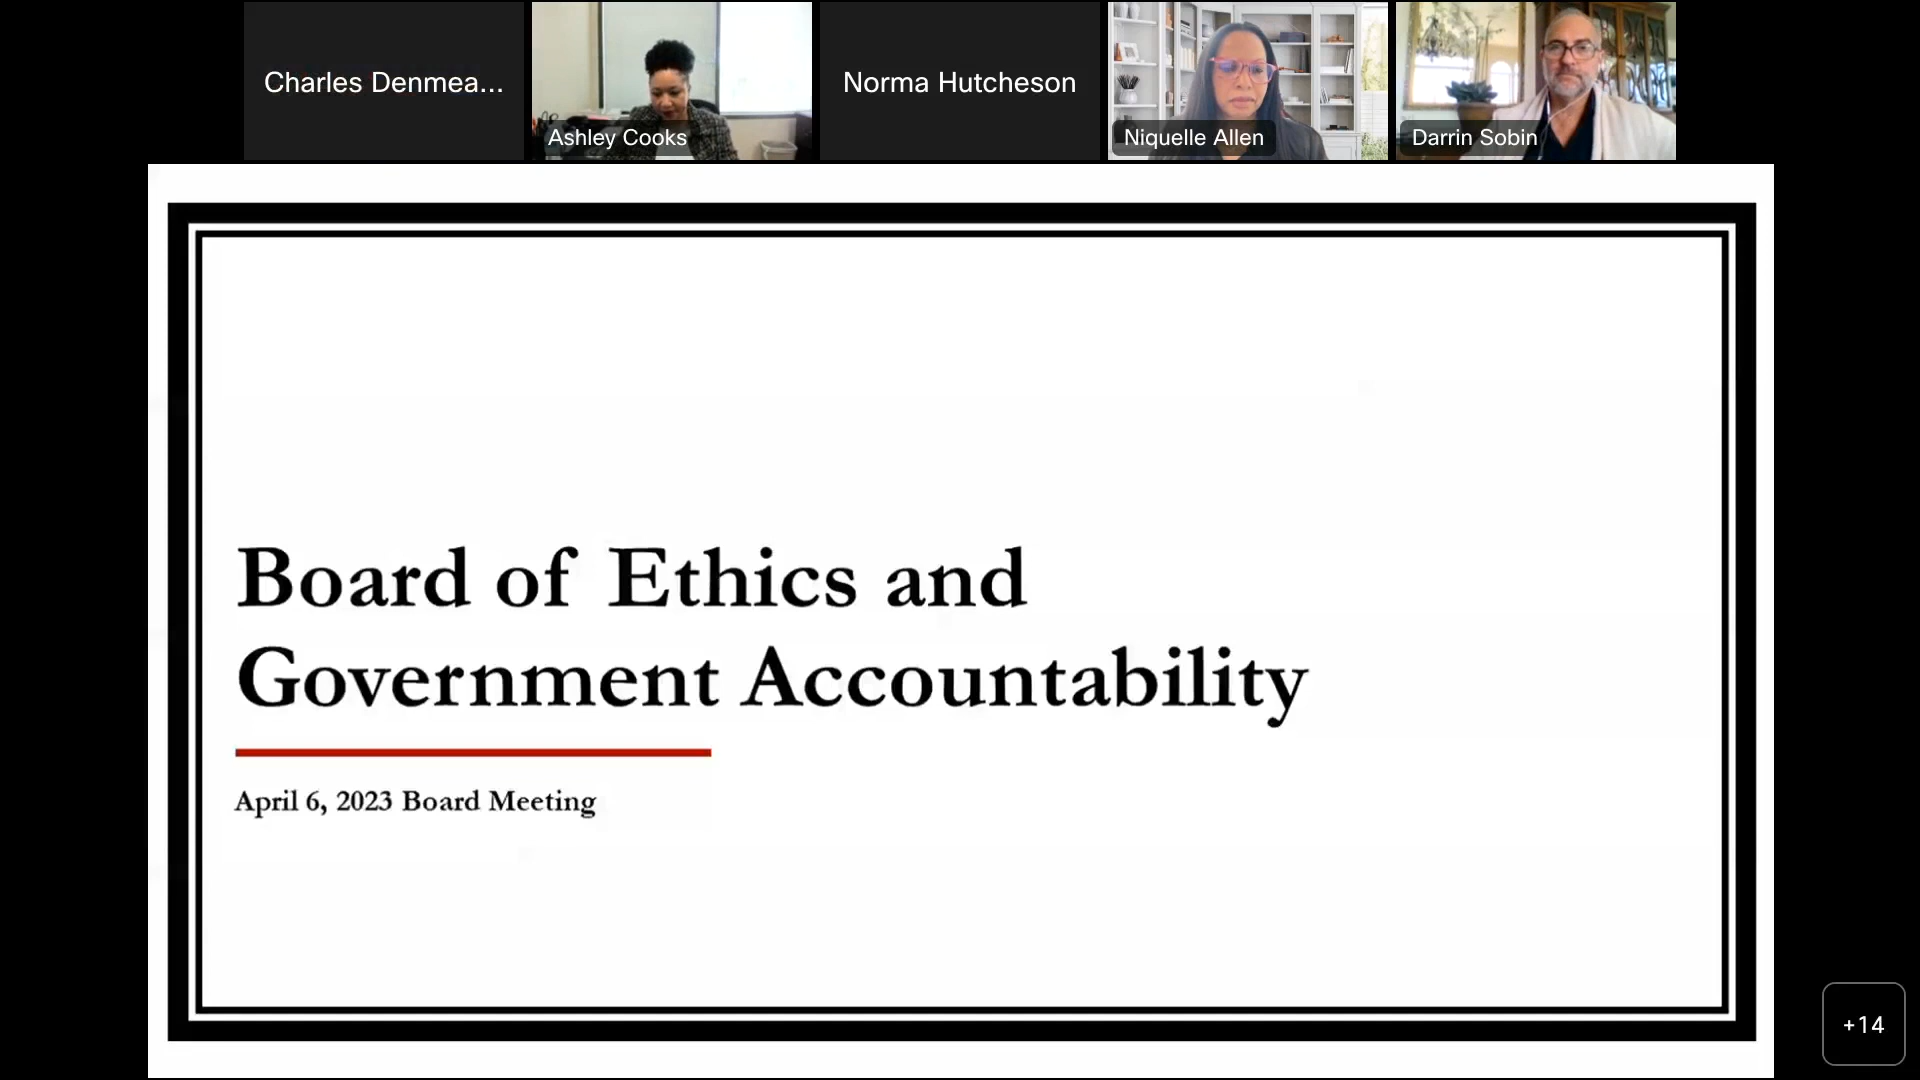 Charles Denmea...
Ashley Cooks
Norma Hutcheson
Niquelle Allen
Darrin Sobin
Board of Ethics and
Government Accountability
April 6, 2023 Board Meeting
+14